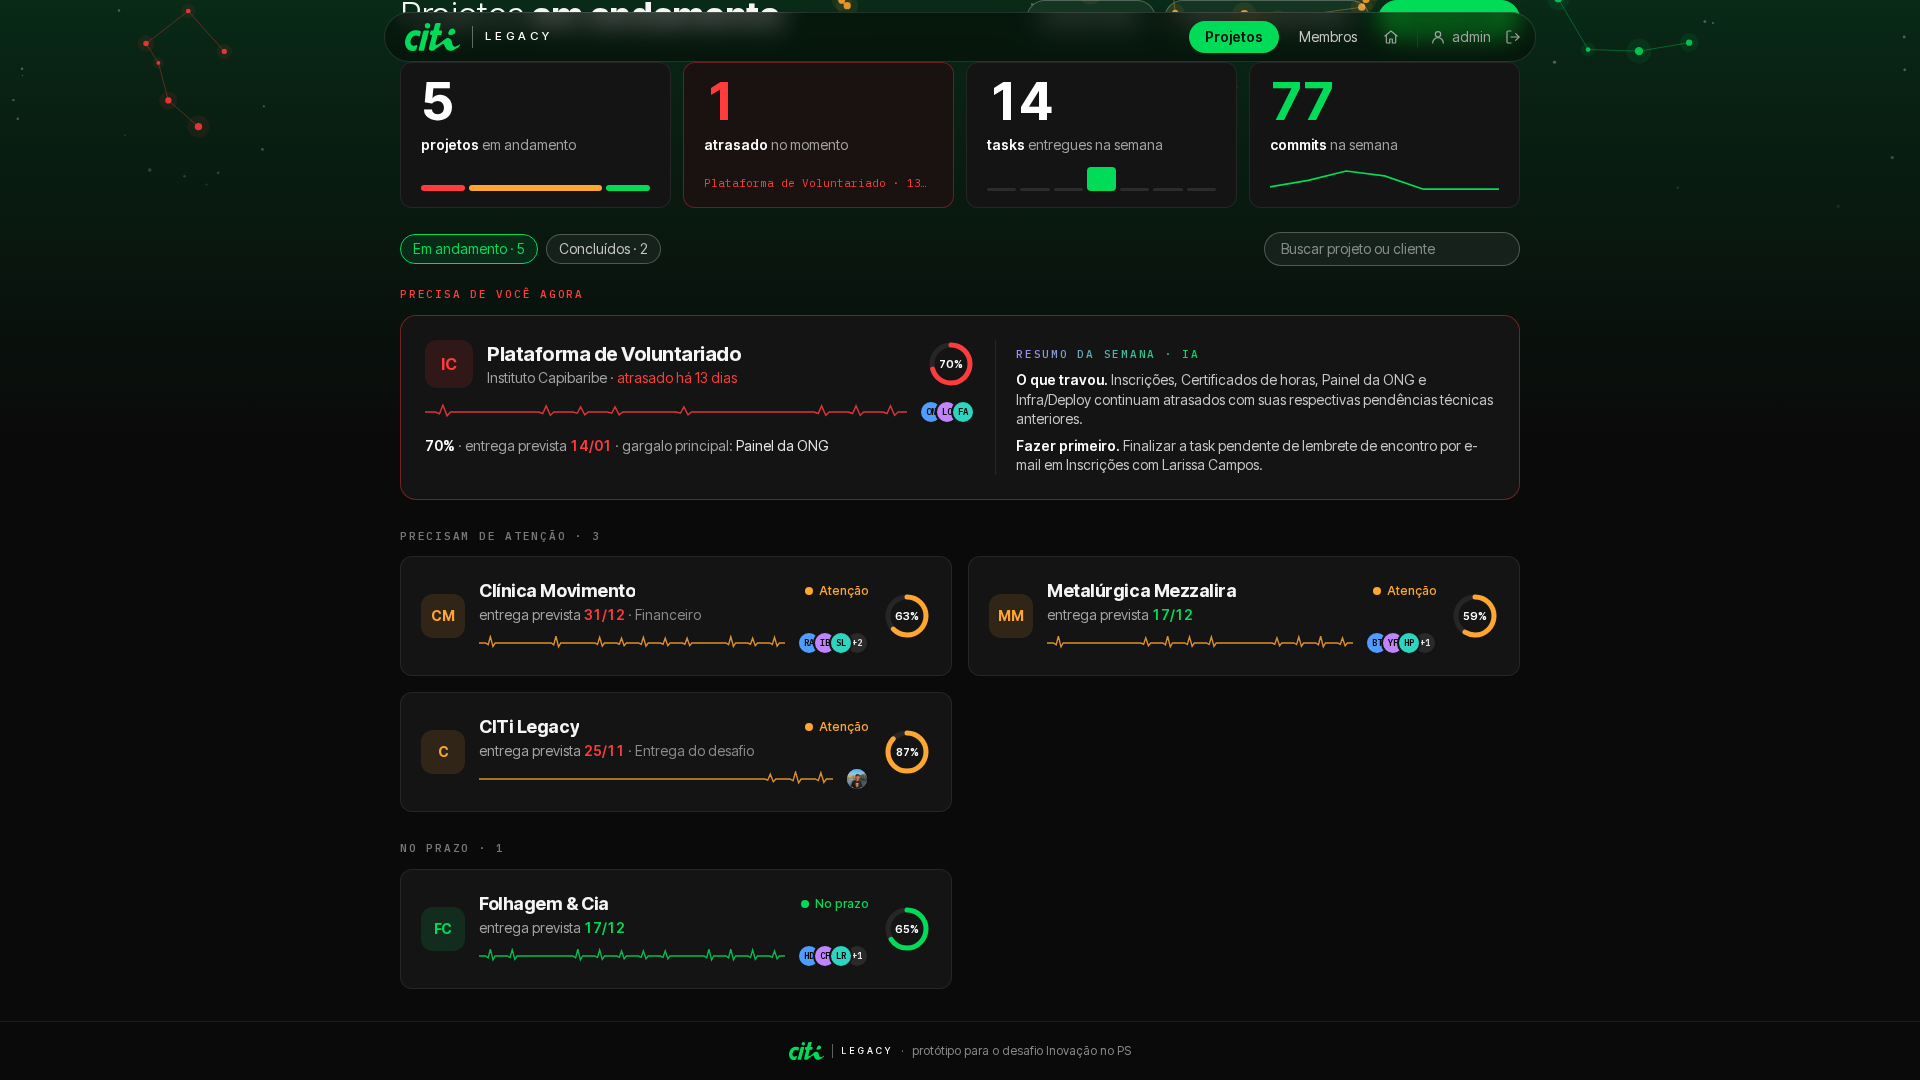 Projetos em andamento
citi LEGACY
Projetos
Membros
admin
5
projetos em andamento
1
atrasado no momento
Plataforma de Voluntariado · 13…
14
tasks entregues na semana
77
commits na semana
Em andamento · 5
Concluídos · 2
Buscar projeto ou cliente
PRECISA DE VOCÊ AGORA
IC
Plataforma de Voluntariado
Instituto Capibaribe · atrasado há 13 dias
70%
FA
70% · entrega prevista 14/01 · gargalo principal: Painel da ONG
RESUMO DA SEMANA · IA
O que travou. Inscrições, Certificados de horas, Painel da ONG e
Infra/Deploy continuam atrasados com suas respectivas pendências técnicas
anteriores.
Fazer primeiro. Finalizar a task pendente de lembrete de encontro por e-
mail em Inscrições com Larissa Campos.
PRECISAM DE ATENÇÃO · 3
CM
Clínica Movimento
Atenção
entrega prevista 31/12 · Financeiro
63%
SL
+2
MM
Metalúrgica Mezzalira
Atenção
entrega prevista 17/12
59%
HP
+1
C
CITi Legacy
Atenção
entrega prevista 25/11 · Entrega do desafio
87%
NO PRAZO · 1
FC
Folhagem & Cia
No prazo
entrega prevista 17/12
65%
LR
+1
citi LEGACY · protótipo para o desafio Inovação no PS